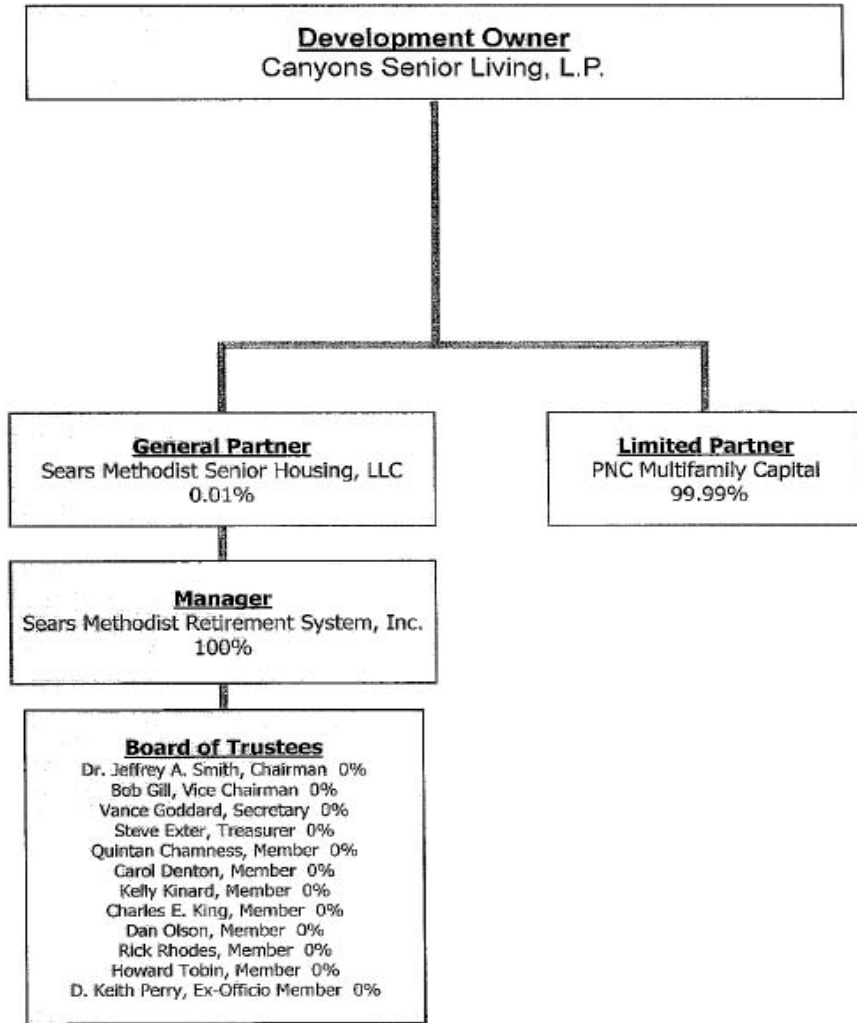 Development Owner
Canyons Senior Living, L.P.
General Partner
Sears Methodist Senior Housing, LLC
0.01%
Limited Partner
PNC Multifamily Capital
99.99%
Manager
Sears Methodist Retirement System, Inc.
100%
Board of Trustees
Dr. Jeffrey A. Smith, Chairman 0%
Bob Gill, Vice Chairman 0%
Vance Goddard, Secretary 0%
Steve Exter, Treasurer 0%
Quintan Chamness, Member 0%
Carol Denton, Member 0%
Kelly Kinard, Member 0%
Charles E. King, Member 0%
Dan Olson, Member 0%
Rick Rhodes, Member 0%
Howard Tobin, Member 0%
D. Keith Perry, Ex-Officio Member 0%